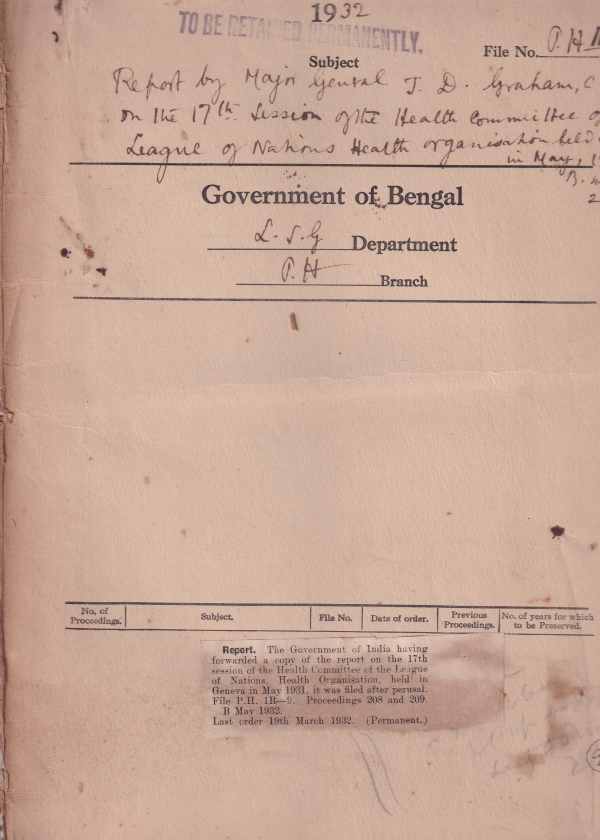 1932
TO BE RETAINED PERMANENTLY.
File No. P.H
Subject
Report by Major General J. D. Graham, C
on the 17th Session of the Health Committee of
League of Nations Health organisation held
in May, 1
B.
2
Government of Bengal
L. S. G Department
P. H Branch
No. of Proceedings. Subject. File No. Date of order. Previous Proceedings. No. of years for which to be Preserved.
Report. The Government of India having
forwarded a copy of the report on the 17th
session of the Health Committee of the League
of Nations, Health Organisation, held in
Geneva in May 1931, it was filed after perusal.
File P.H. 1R—9. Proceedings 208 and 209.
B May 1932.
Last order 19th March 1932. (Permanent.)